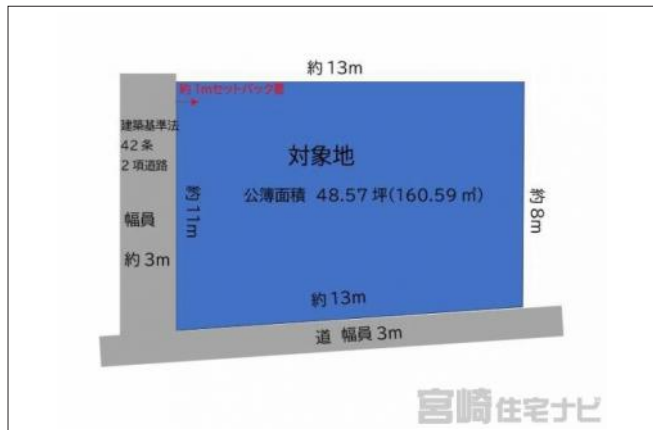 約13m
約1mセットバック要
建築基準法
42条
2項道路
対象地
公簿面積 48.57坪(160.59㎡)
約11m
約8m
幅員
約3m
約13m
道 幅員3m
宮崎住宅ナビ